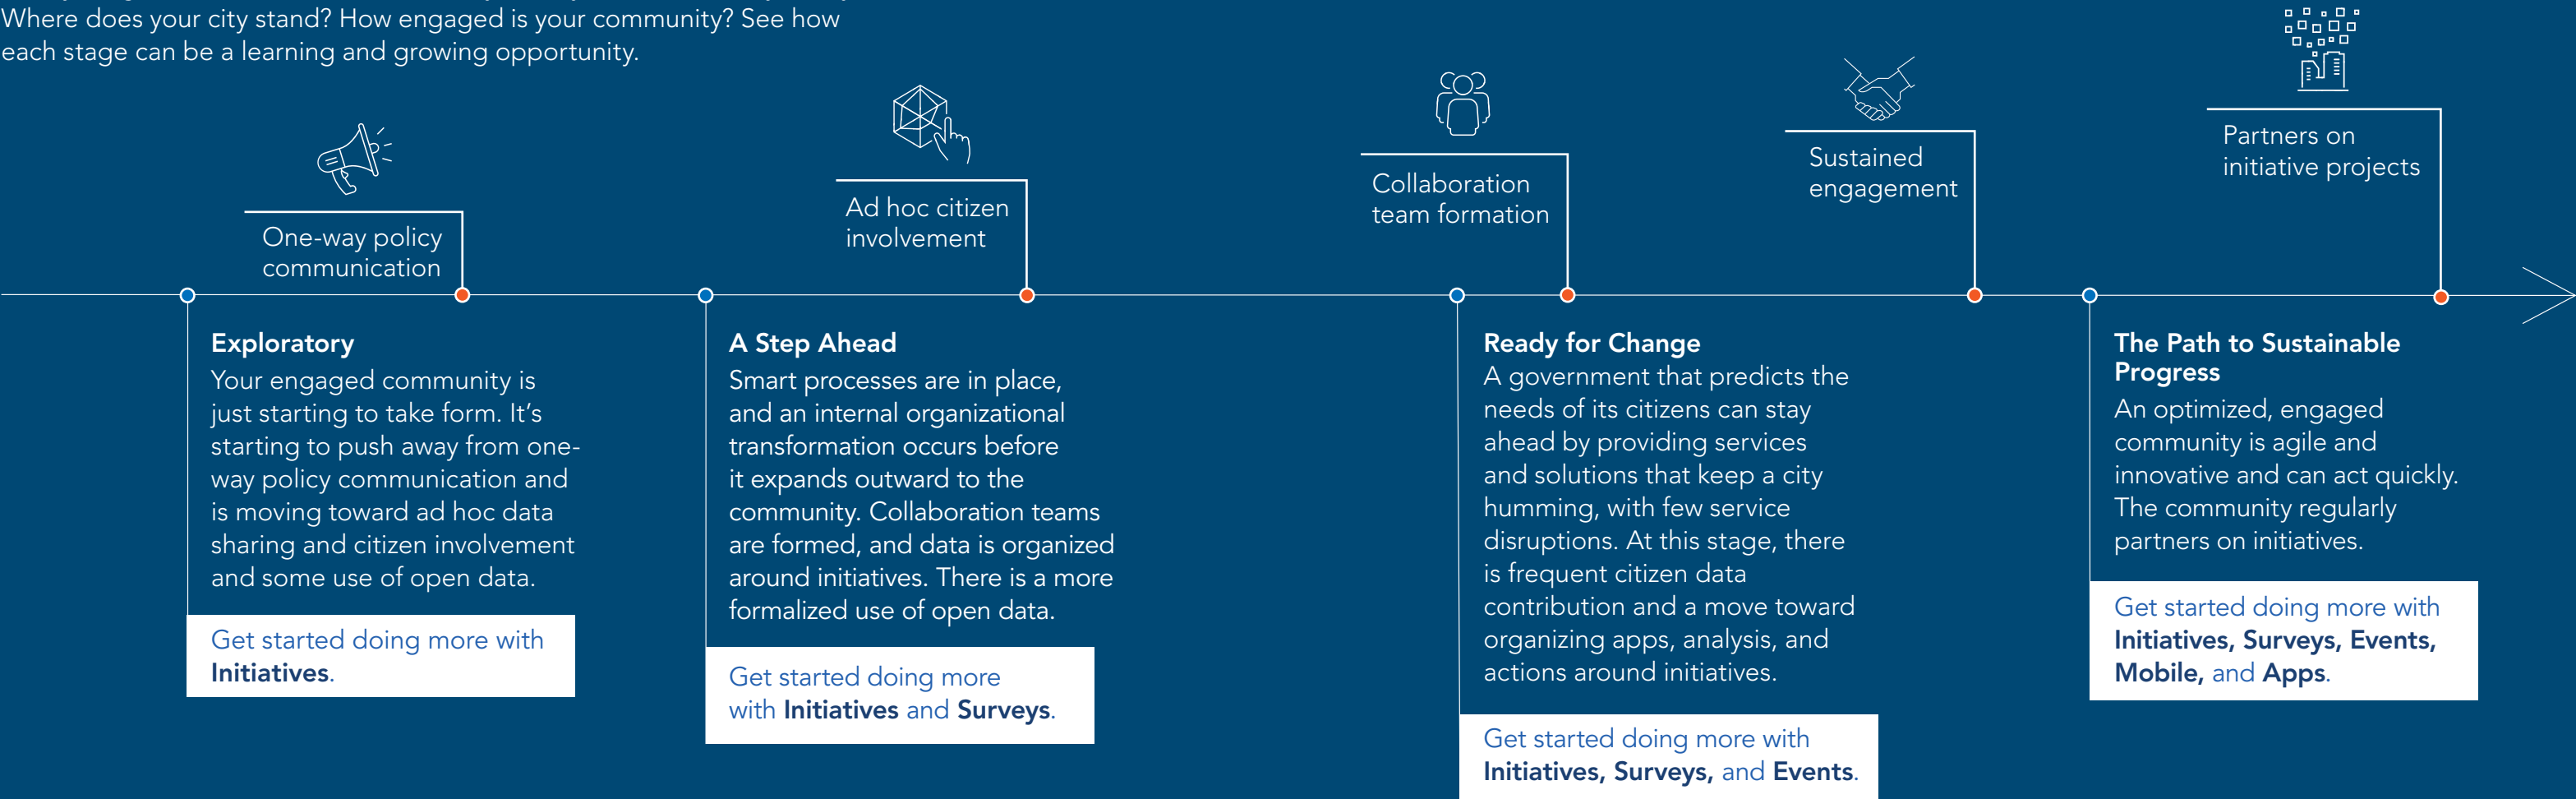 Where does your city stand? How engaged is your community? See how
each stage can be a learning and growing opportunity.
One-way policy
communication
Ad hoc citizen
involvement
Collaboration
team formation
Sustained
engagement
Partners on
initiative projects
Exploratory
Your engaged community is
just starting to take form. It’s
starting to push away from one-
way policy communication and
is moving toward ad hoc data
sharing and citizen involvement
and some use of open data.
Get started doing more with
Initiatives.
A Step Ahead
Smart processes are in place,
and an internal organizational
transformation occurs before
it expands outward to the
community. Collaboration teams
are formed, and data is organized
around initiatives. There is a more
formalized use of open data.
Get started doing more
with Initiatives and Surveys.
Ready for Change
A government that predicts the
needs of its citizens can stay
ahead by providing services
and solutions that keep a city
humming, with few service
disruptions. At this stage, there
is frequent citizen data
contribution and a move toward
organizing apps, analysis, and
actions around initiatives.
Get started doing more with
Initiatives, Surveys, and Events.
The Path to Sustainable
Progress
An optimized, engaged
community is agile and
innovative and can act quickly.
The community regularly
partners on initiatives.
Get started doing more with
Initiatives, Surveys, Events,
Mobile, and Apps.